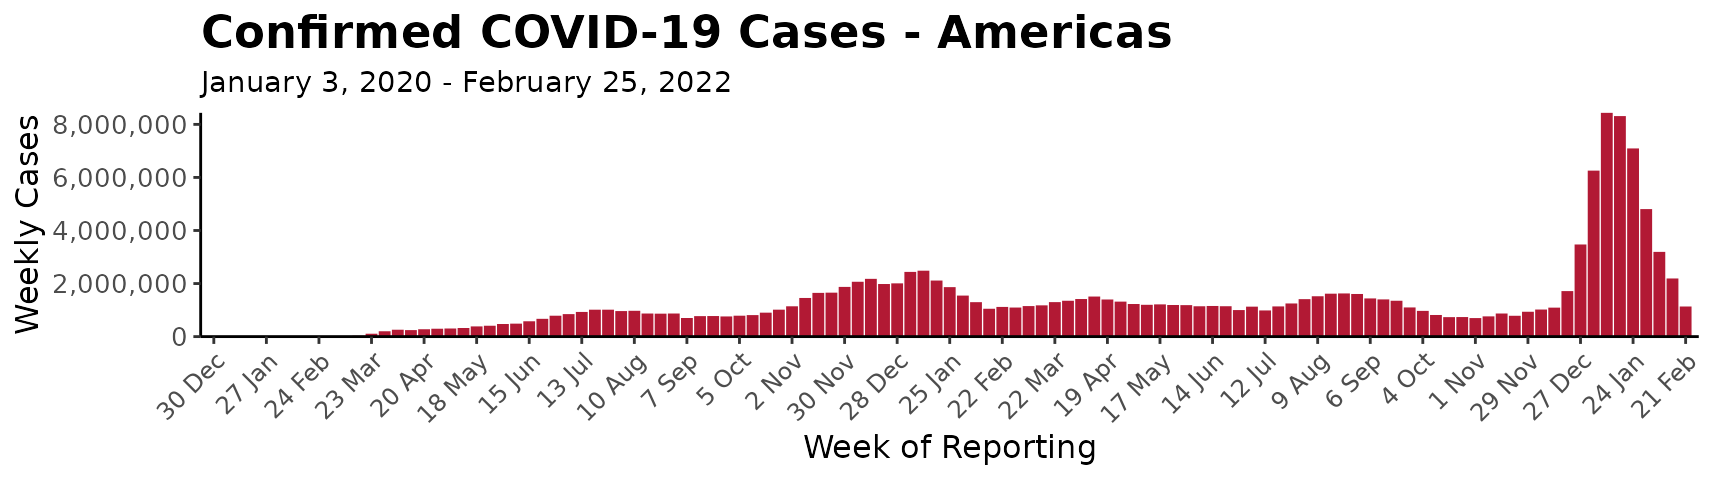 Confirmed COVID-19 Cases - Americas
January 3, 2020 - February 25, 2022
Weekly Cases
8,000,000
6,000,000
4,000,000
2,000,000
0
30 Dec
27 Jan
24 Feb
23 Mar
20 Apr
18 May
15 Jun
13 Jul
10 Aug
7 Sep
5 Oct
2 Nov
30 Nov
28 Dec
25 Jan
22 Feb
22 Mar
19 Apr
17 May
14 Jun
12 Jul
9 Aug
6 Sep
4 Oct
1 Nov
29 Nov
27 Dec
24 Jan
21 Feb
Week of Reporting